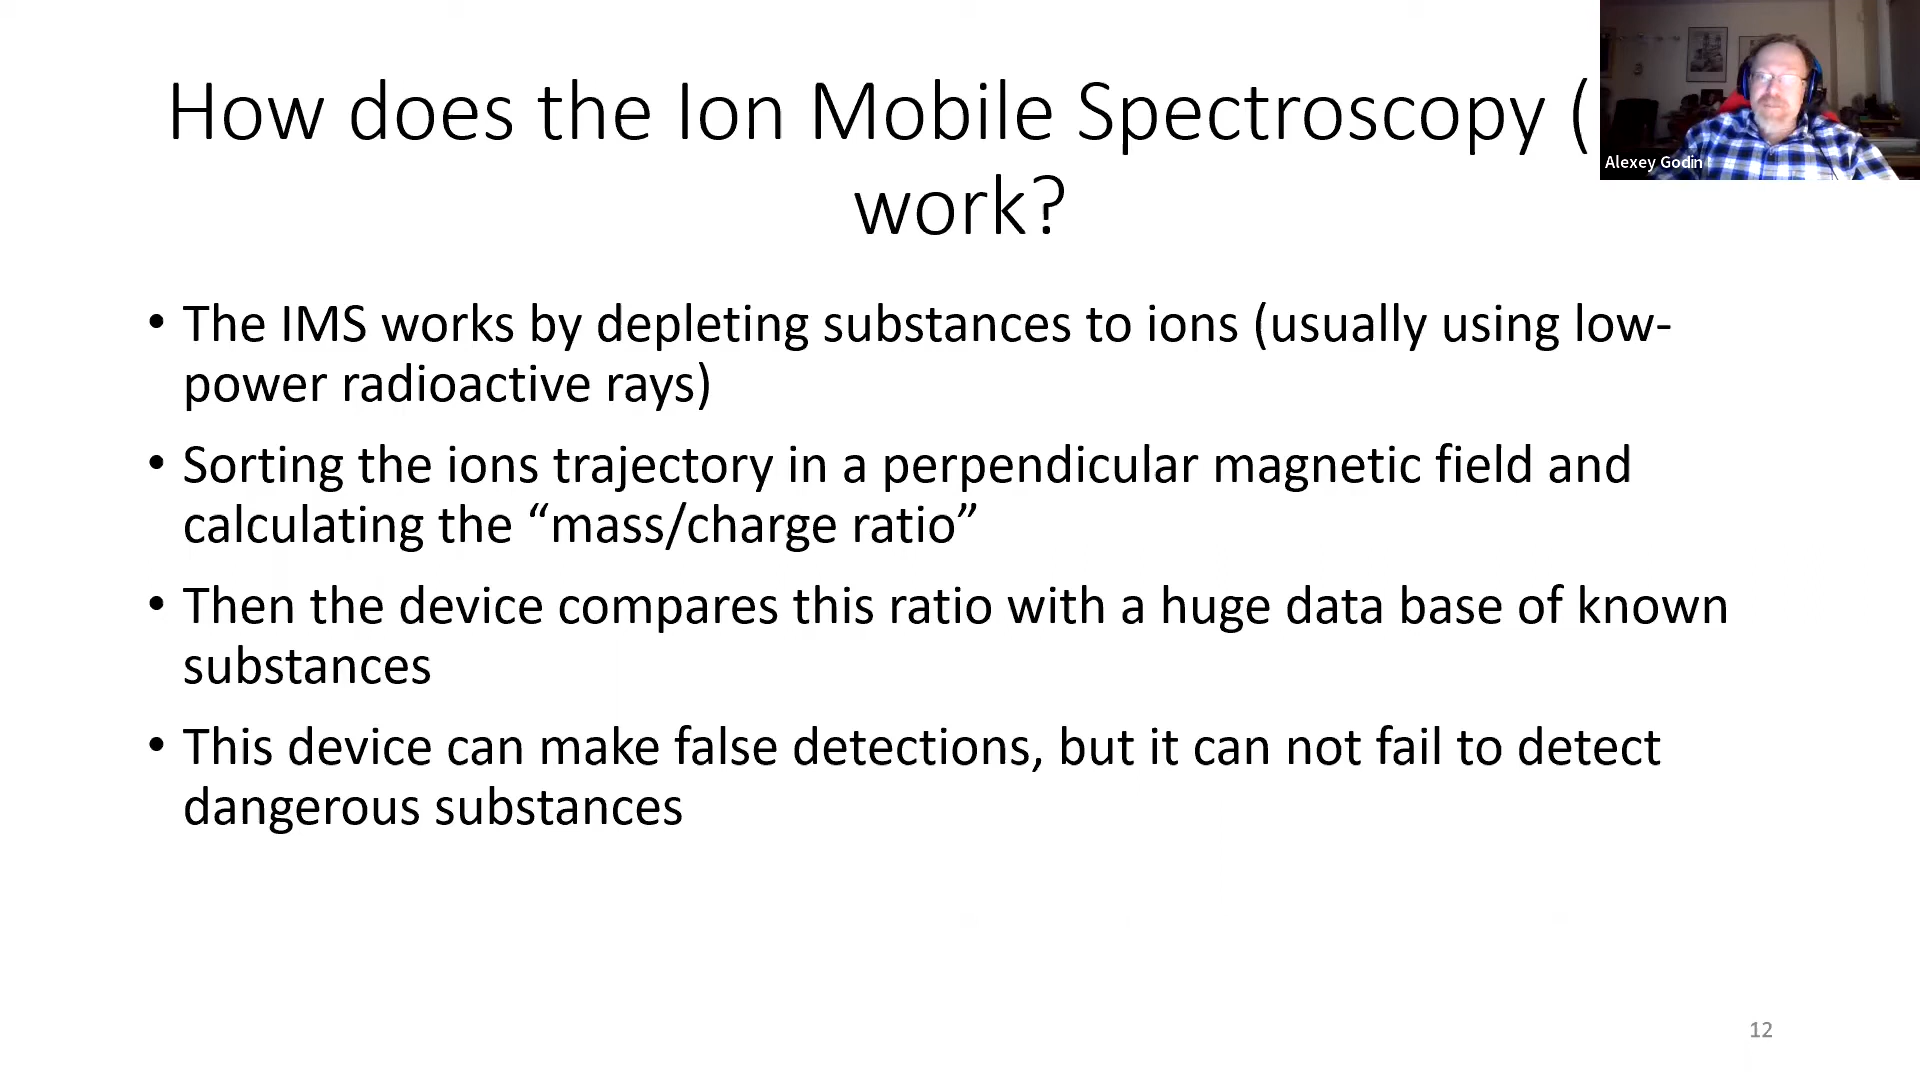 How does the Ion Mobile Spectroscopy (
work?
Alexey Godin
• The IMS works by depleting substances to ions (usually using low-
power radioactive rays)
• Sorting the ions trajectory in a perpendicular magnetic field and
calculating the “mass/charge ratio”
• Then the device compares this ratio with a huge data base of known
substances
• This device can make false detections, but it can not fail to detect
dangerous substances
12